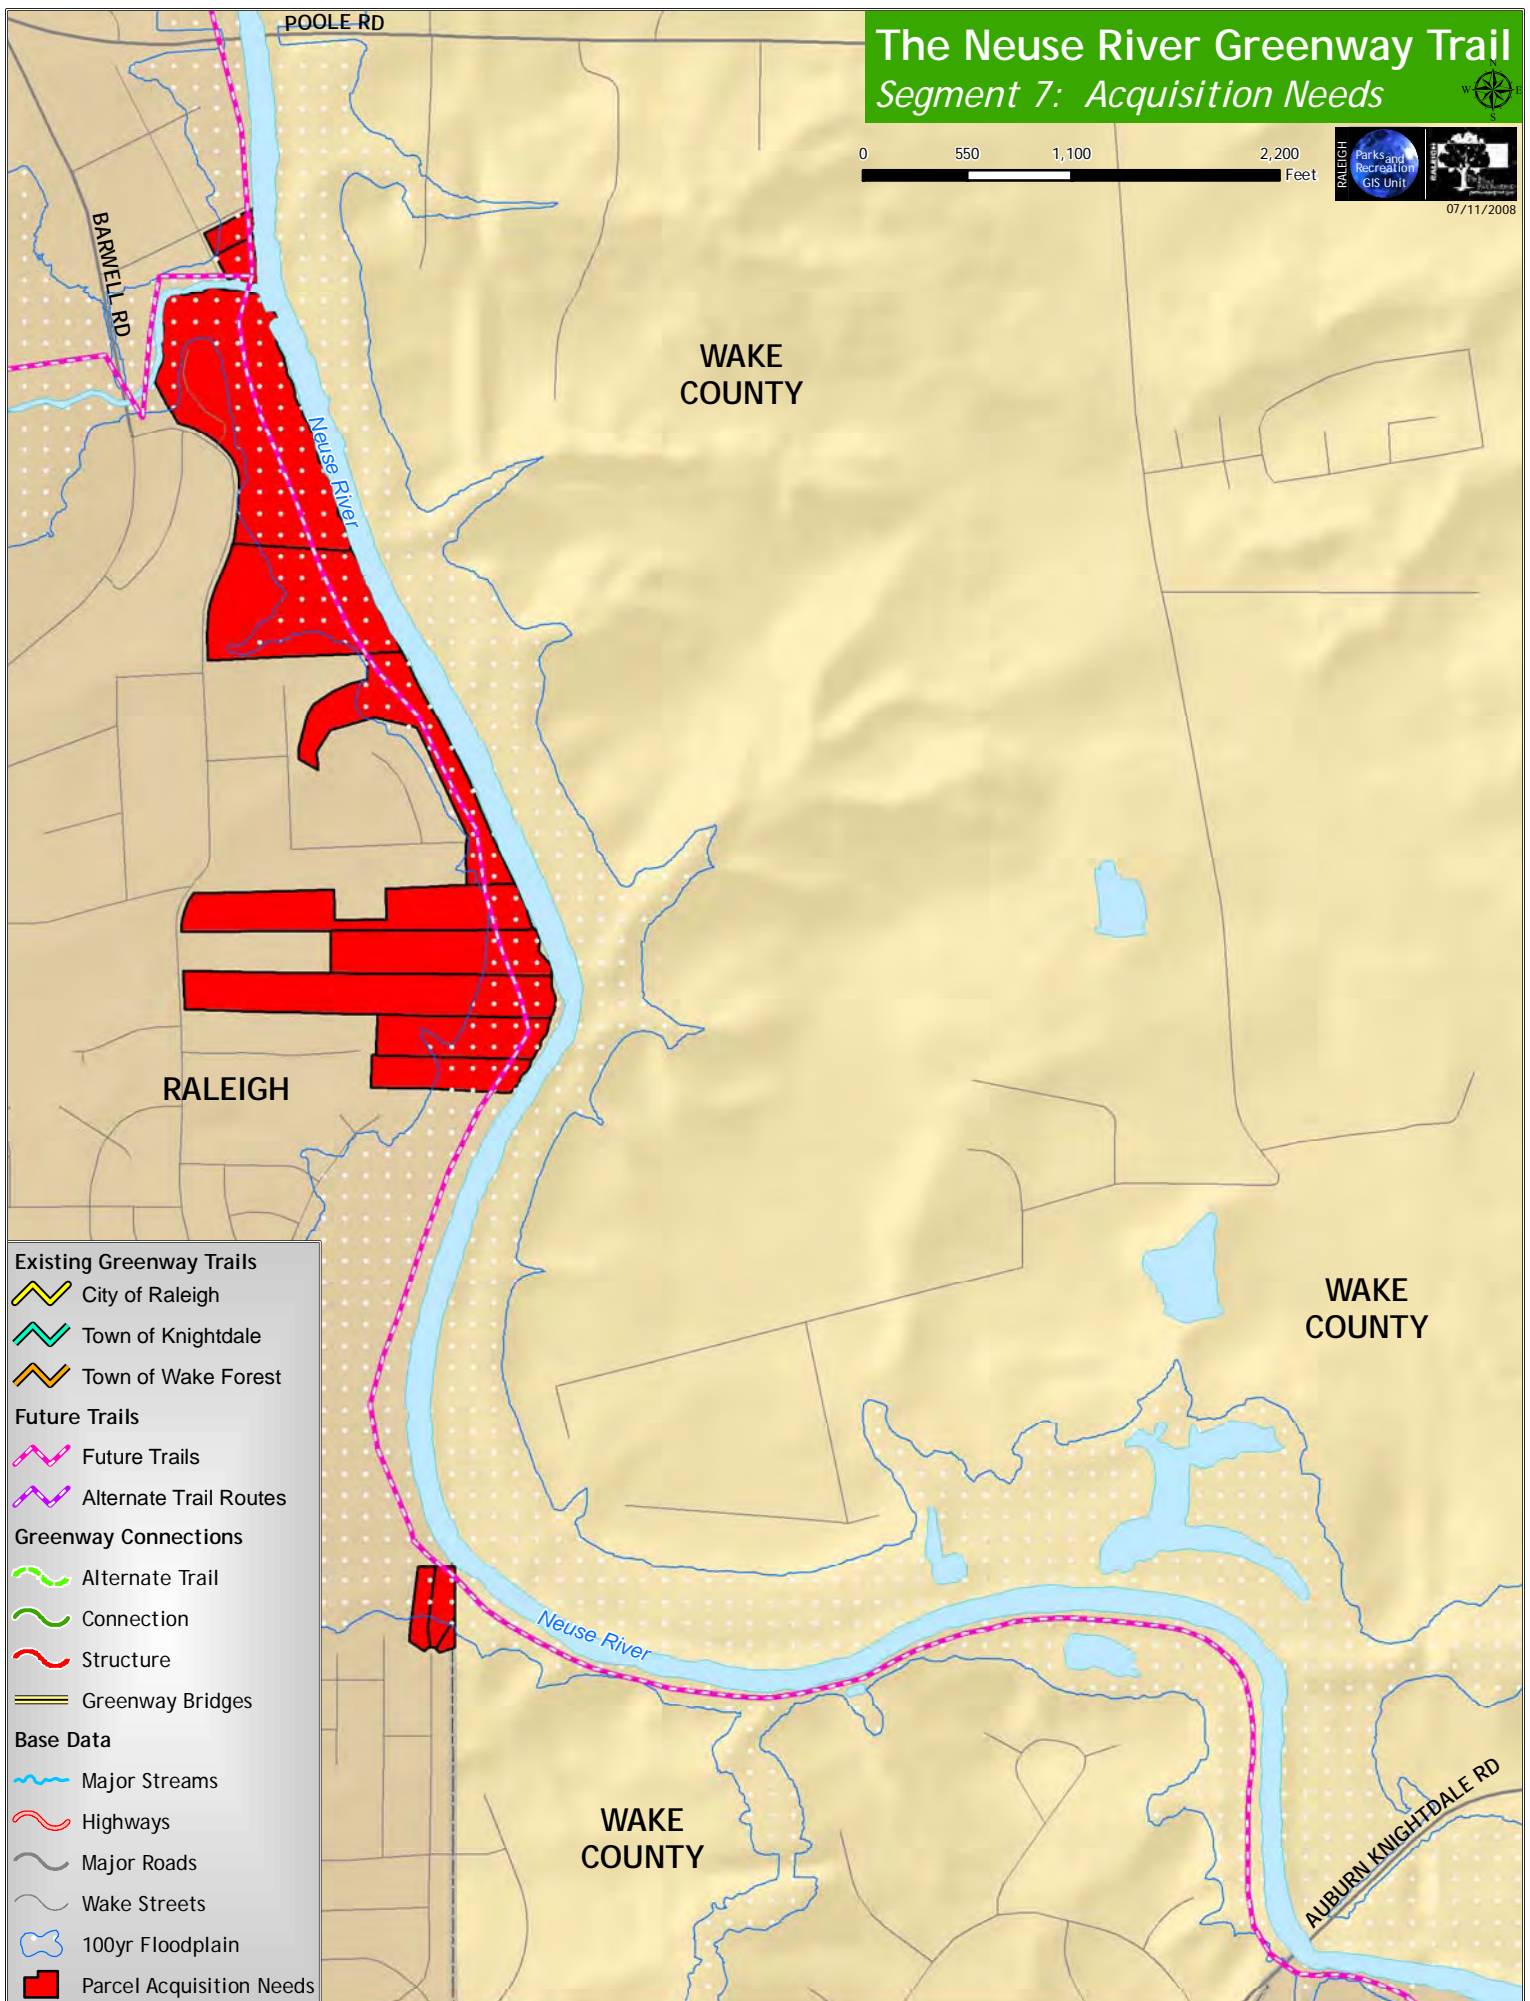 POOLE RD
The Neuse River Greenway Trail
Segment 7: Acquisition Needs
N
W E
S
0 550 1,100 2,200
Feet
RALEIGH
Parks and
Recreation
GIS Unit
RALEIGH
07/11/2008
BARWELL RD
WAKE
COUNTY
Neuse River
RALEIGH
WAKE
COUNTY
Neuse River
WAKE
COUNTY
AUBURN KNIGHTDALE RD
Existing Greenway Trails
City of Raleigh
Town of Knightdale
Town of Wake Forest
Future Trails
Future Trails
Alternate Trail Routes
Greenway Connections
Alternate Trail
Connection
Structure
Greenway Bridges
Base Data
Major Streams
Highways
Major Roads
Wake Streets
100yr Floodplain
Parcel Acquisition Needs